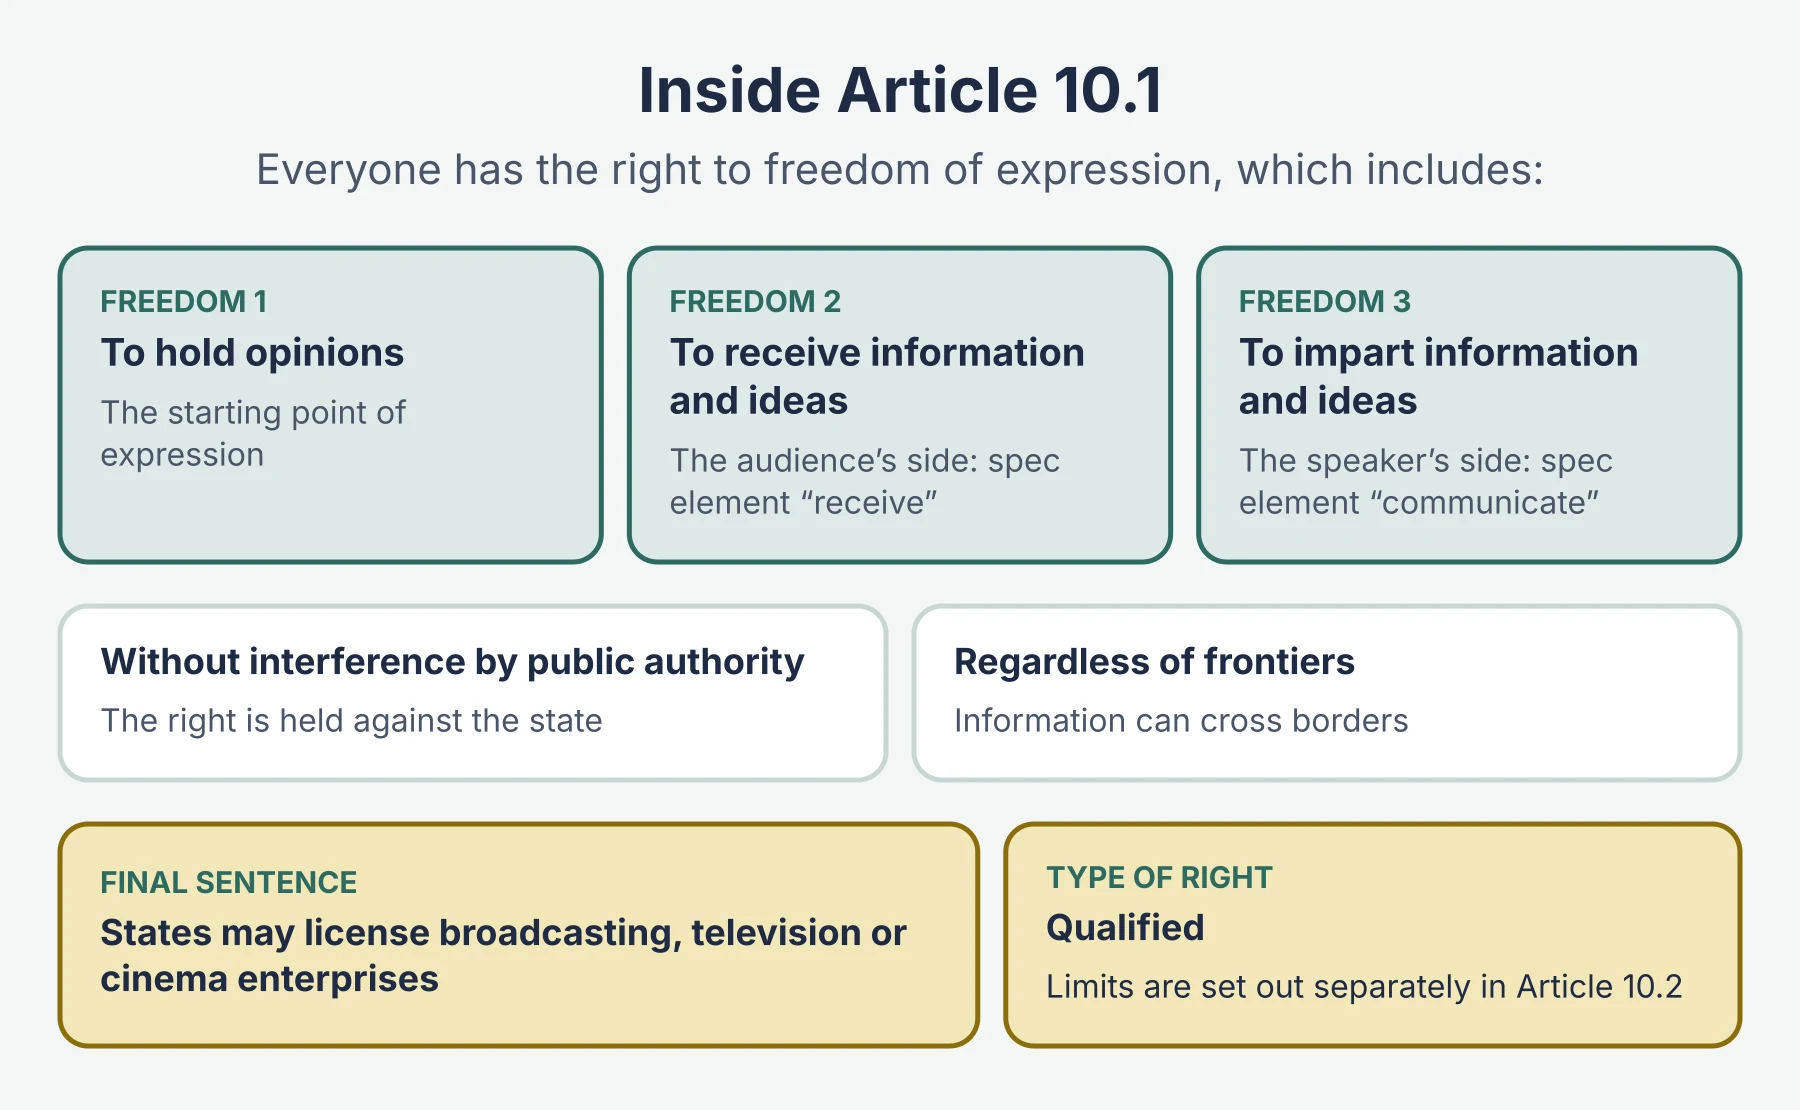 Inside Article 10.1
Everyone has the right to freedom of expression, which includes:
FREEDOM 1
To hold opinions
The starting point of
expression
FREEDOM 2
To receive information
and ideas
The audience’s side: spec
element “receive”
FREEDOM 3
To impart information
and ideas
The speaker’s side: spec
element “communicate”
Without interference by public authority
The right is held against the state
Regardless of frontiers
Information can cross borders
FINAL SENTENCE
States may license broadcasting, television or
cinema enterprises
TYPE OF RIGHT
Qualified
Limits are set out separately in Article 10.2